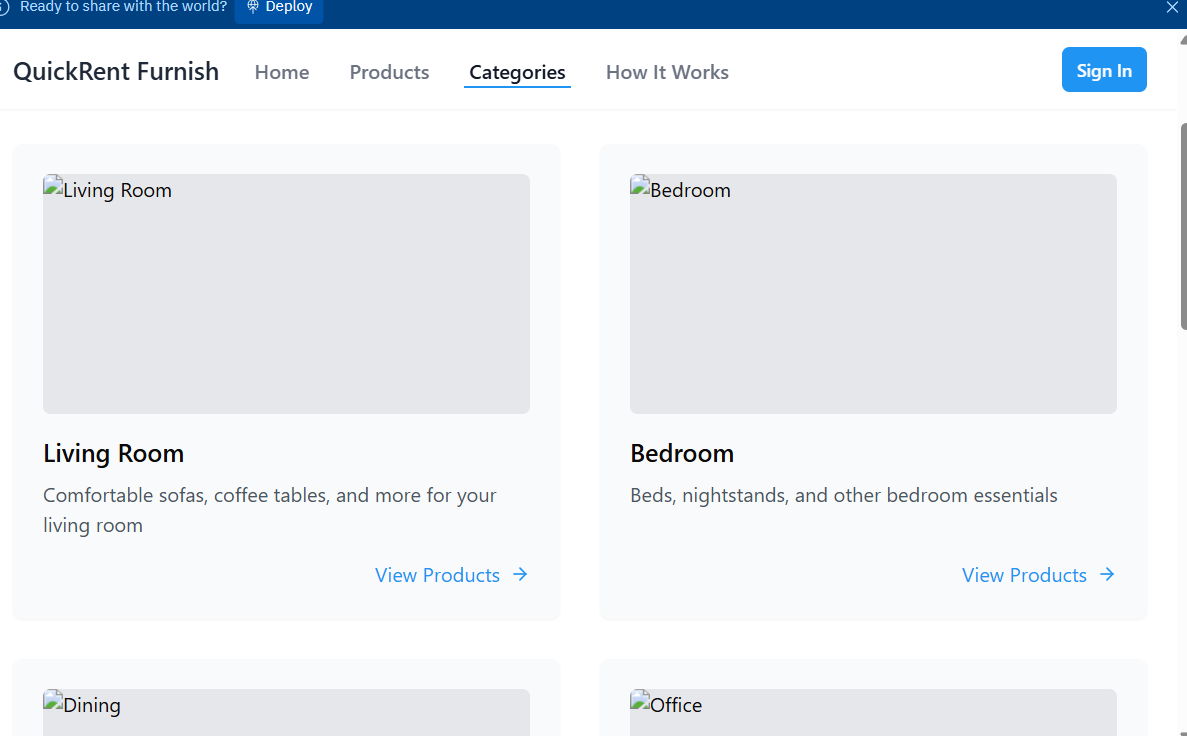 Ready to share with the world? Deploy
QuickRent Furnish Home Products Categories How It Works Sign In
Living Room Bedroom
Living Room
Comfortable sofas, coffee tables, and more for your
living room
View Products
Bedroom
Beds, nightstands, and other bedroom essentials
View Products
Dining Office